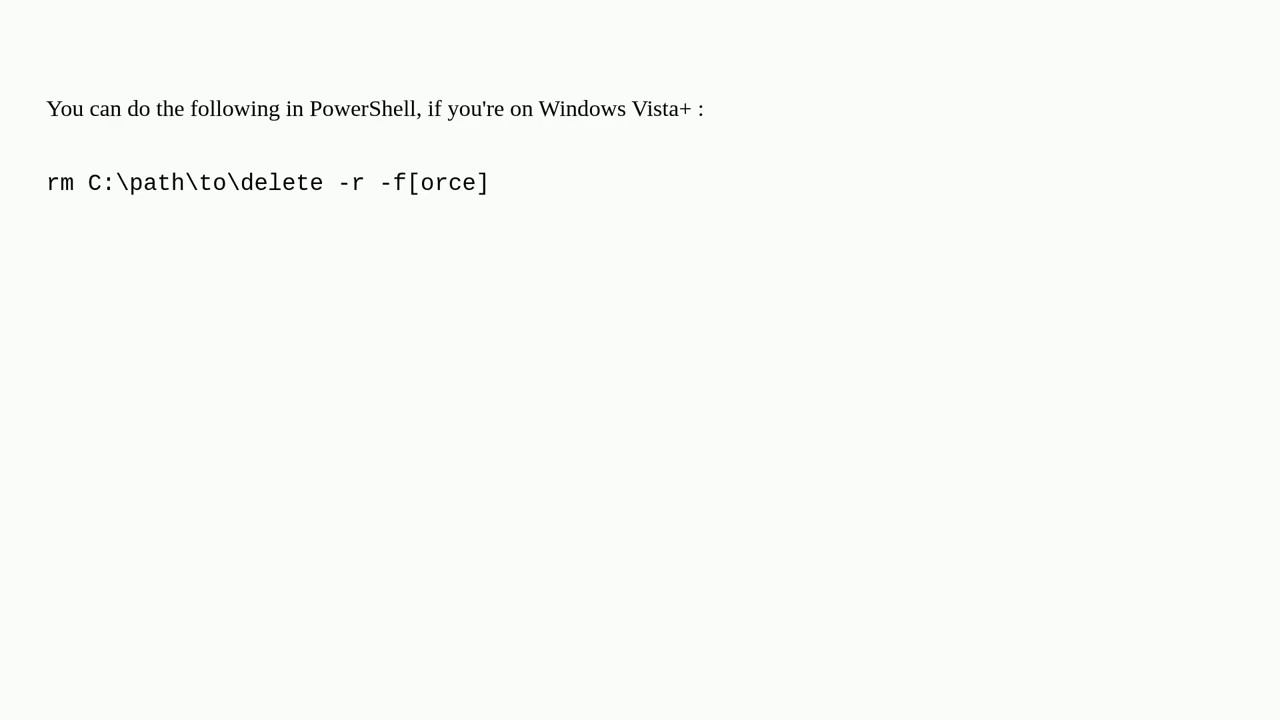 You can do the following in PowerShell, if you're on Windows Vista+ :
rm C:\path\to\delete -r -f[orce]